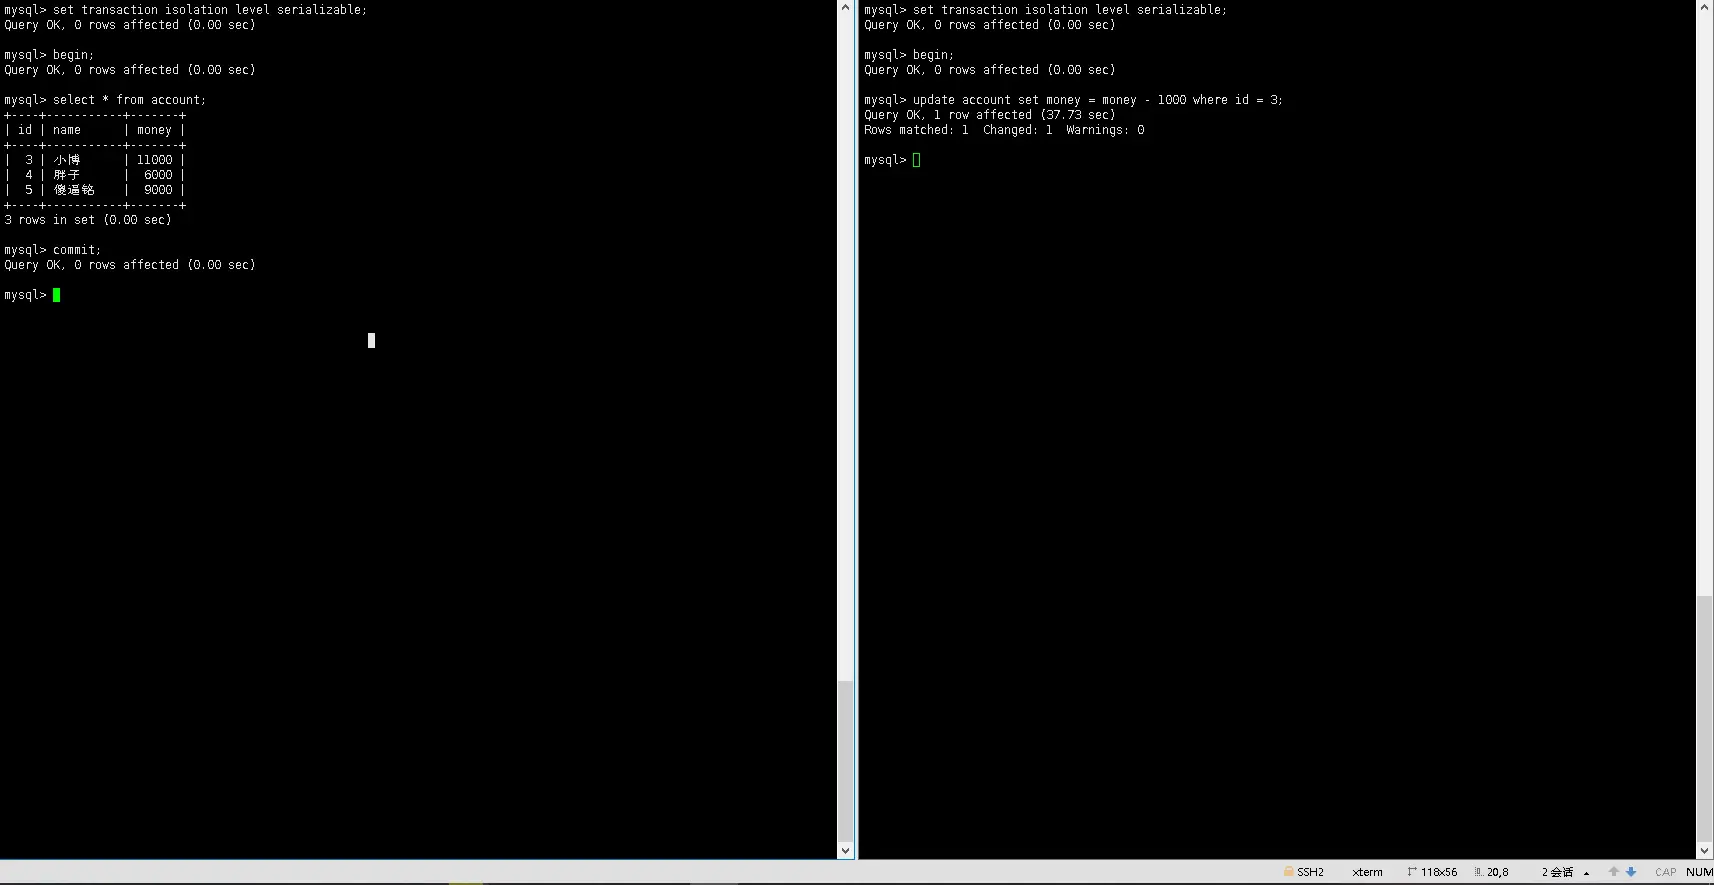 mysql> set transaction isolation level serializable;
Query OK, 0 rows affected (0.00 sec)
mysql> begin;
Query OK, 0 rows affected (0.00 sec)
mysql> select * from account;
+----+-----------+-------+
| id | name      | money |
+----+-----------+-------+
|  3 | 小博      | 11000 |
|  4 | 胖子      |  6000 |
|  5 | 傻逼铭    |  9000 |
+----+-----------+-------+
3 rows in set (0.00 sec)
mysql> commit;
Query OK, 0 rows affected (0.00 sec)
mysql>
mysql> set transaction isolation level serializable;
Query OK, 0 rows affected (0.00 sec)
mysql> begin;
Query OK, 0 rows affected (0.00 sec)
mysql> update account set money = money - 1000 where id = 3;
Query OK, 1 row affected (37.73 sec)
Rows matched: 1  Changed: 1  Warnings: 0
mysql>
SSH2 xterm 118x56 20,8 2 会话 CAP NUM